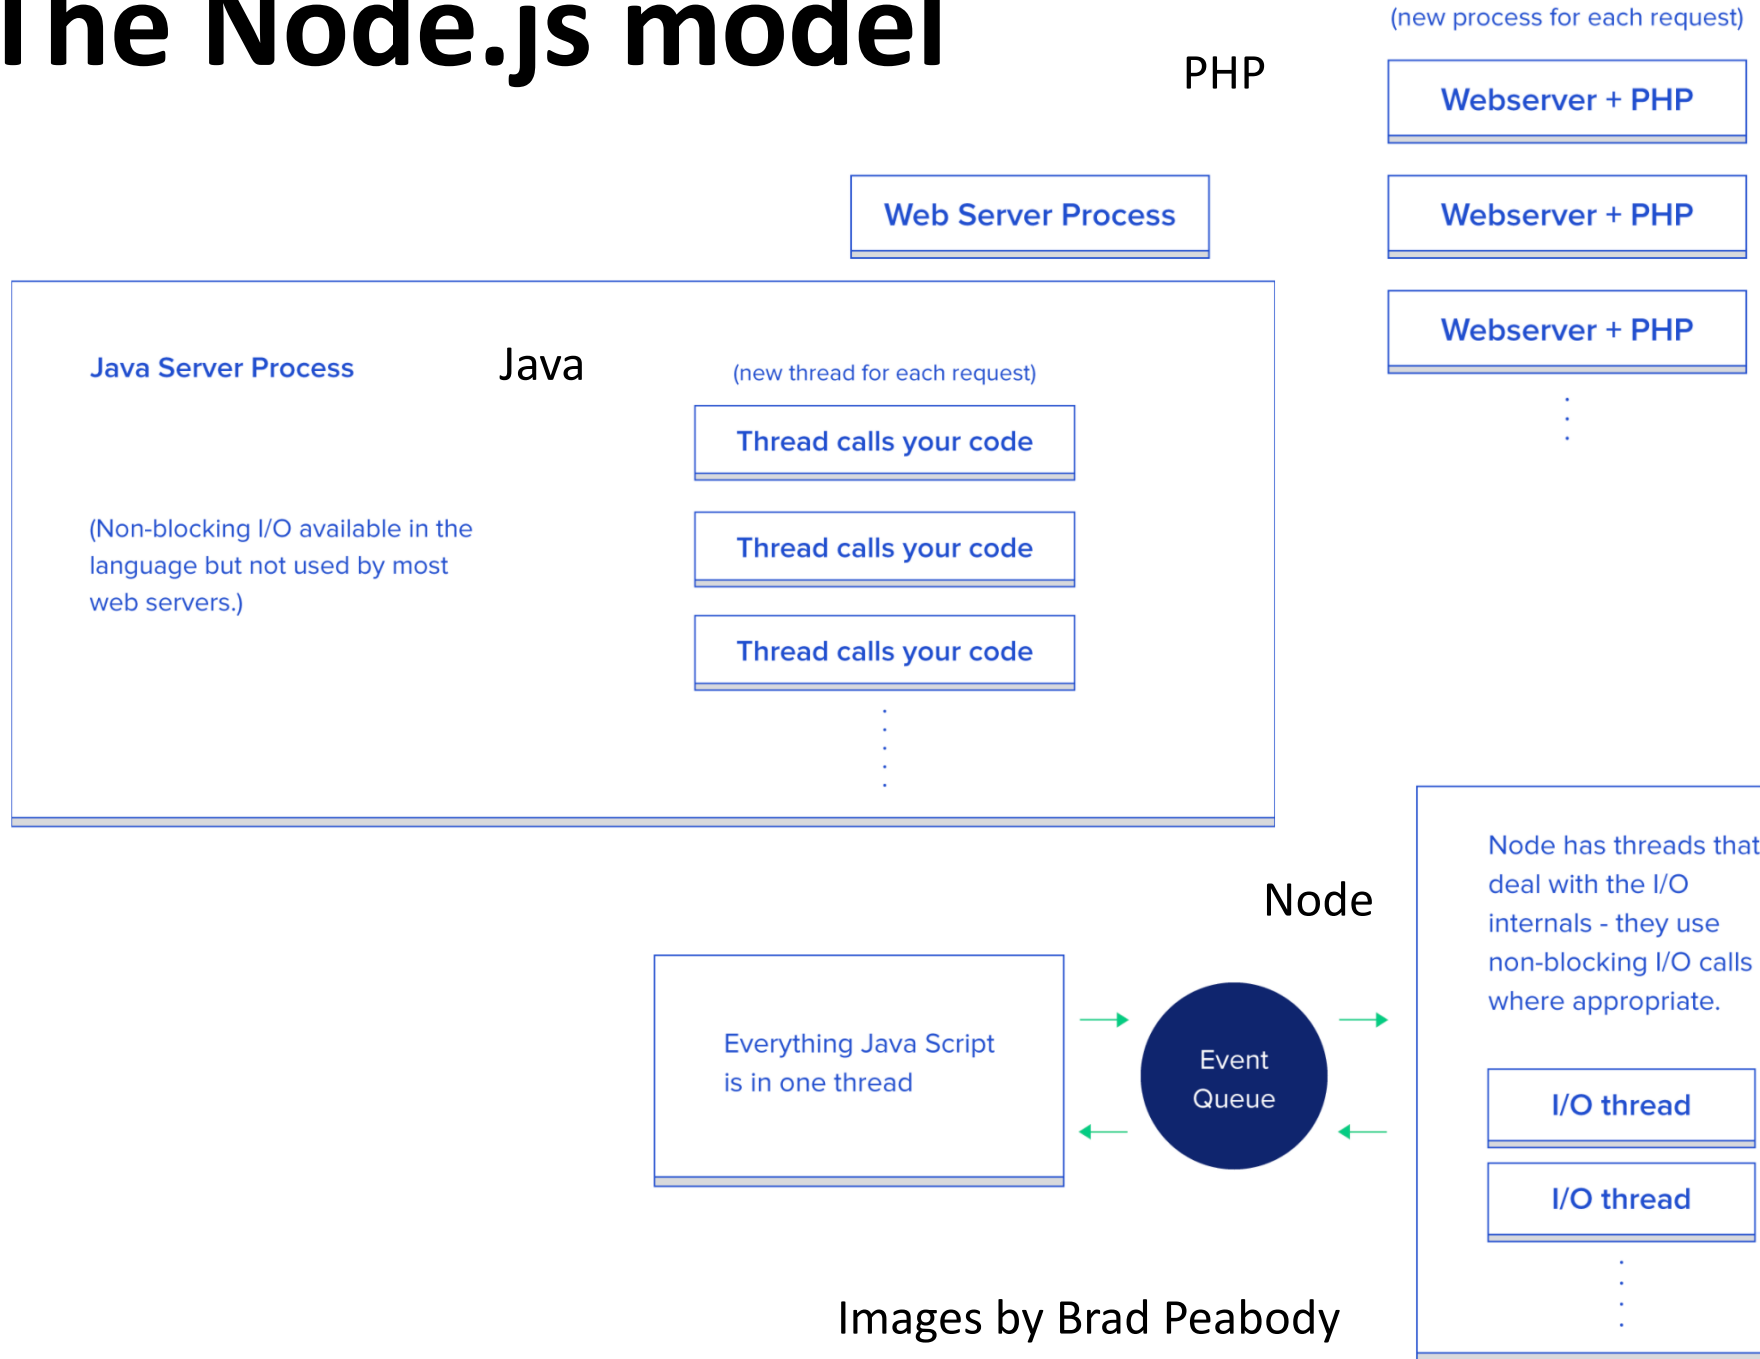 The Node.js model
(new process for each request)
PHP
Webserver + PHP
Web Server Process
Webserver + PHP
Webserver + PHP
Java Server Process
Java
(new thread for each request)
Thread calls your code
(Non-blocking I/O available in the
language but not used by most
web servers.)
Thread calls your code
Thread calls your code
Node
Node has threads that
deal with the I/O
internals - they use
non-blocking I/O calls
where appropriate.
Everything Java Script
is in one thread
Event
Queue
I/O thread
I/O thread
Images by Brad Peabody